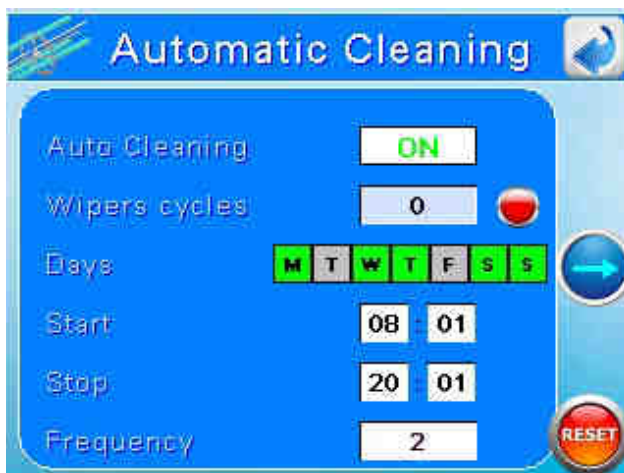 Automatic Cleaning
Auto Cleaning ON
Wipers cycles 0
Days M T W T F S S
Start 08 : 01
Stop 20 : 01
Frequency 2
RESET